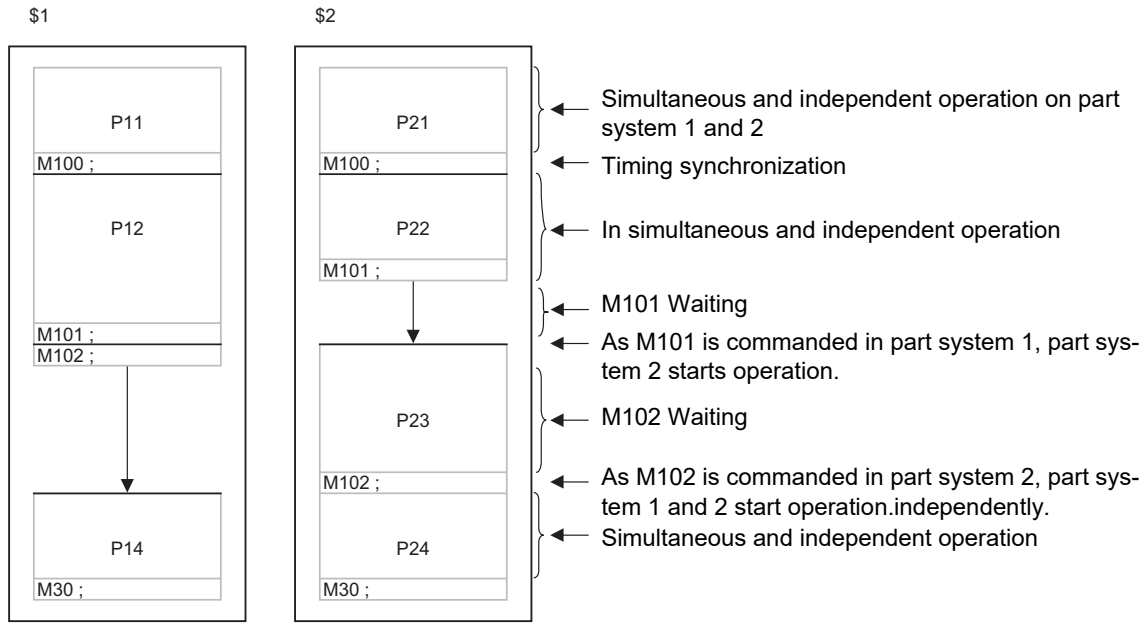 $1
$2
P11
M100 ;
P12
M101 ;
M102 ;
P14
M30 ;
P21
M100 ;
P22
M101 ;
P23
M102 ;
P24
M30 ;
Simultaneous and independent operation on part
system 1 and 2
Timing synchronization
In simultaneous and independent operation
M101 Waiting
As M101 is commanded in part system 1, part sys-
tem 2 starts operation.
M102 Waiting
As M102 is commanded in part system 2, part sys-
tem 1 and 2 start operation.independently.
Simultaneous and independent operation